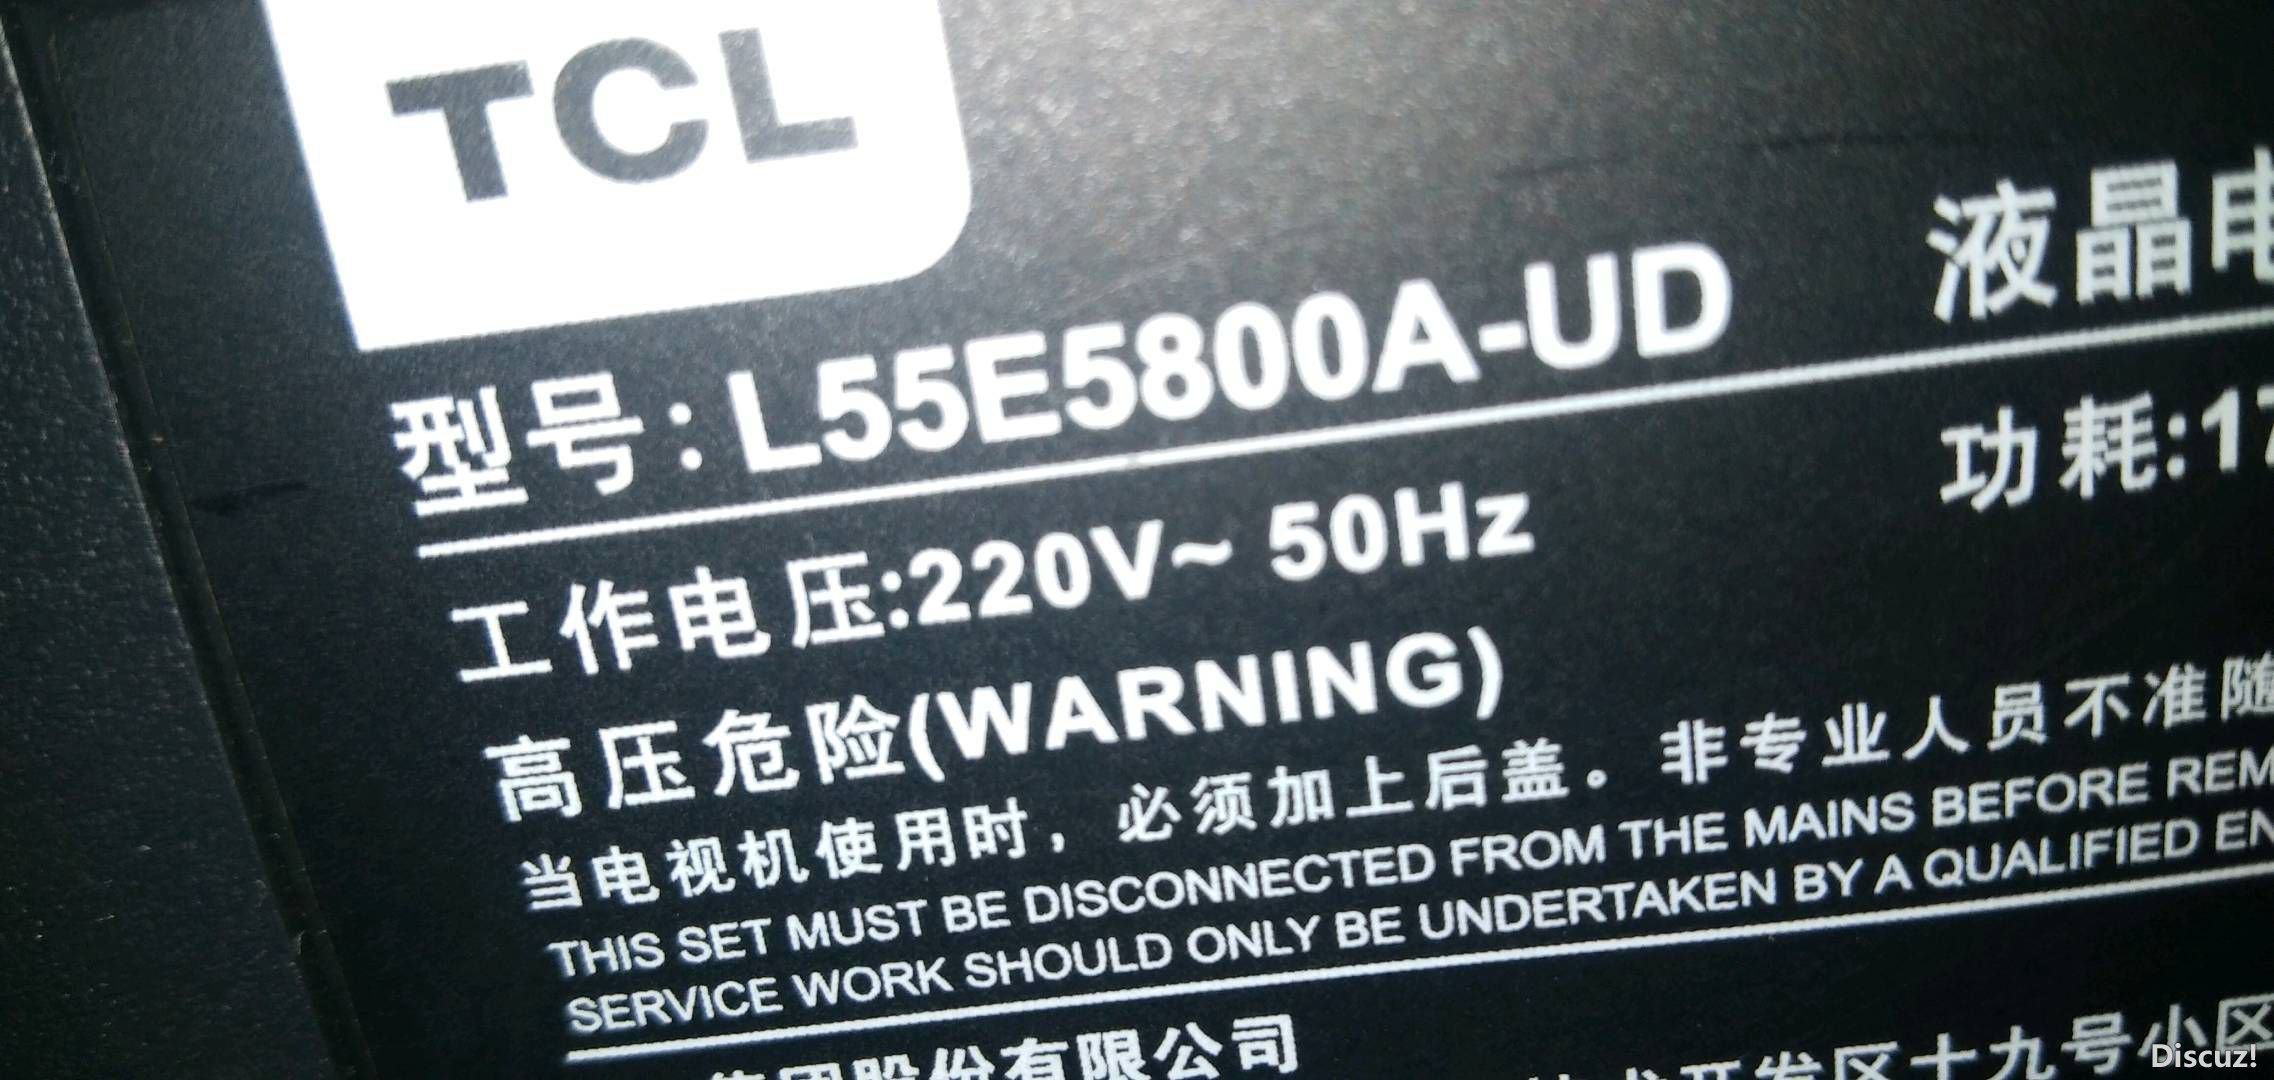 TCL
型号：L55E5800A-UD 液晶电
工作电压:220V~ 50Hz 功耗:17
高压危险(WARNING)
当电视机使用时，必须加上后盖。非专业人员不准随
THIS SET MUST BE DISCONNECTED FROM THE MAINS BEFORE REM
SERVICE WORK SHOULD ONLY BE UNDERTAKEN BY A QUALIFIED EN
集团股份有限公司 技术开发区十九号小区
Discuz!